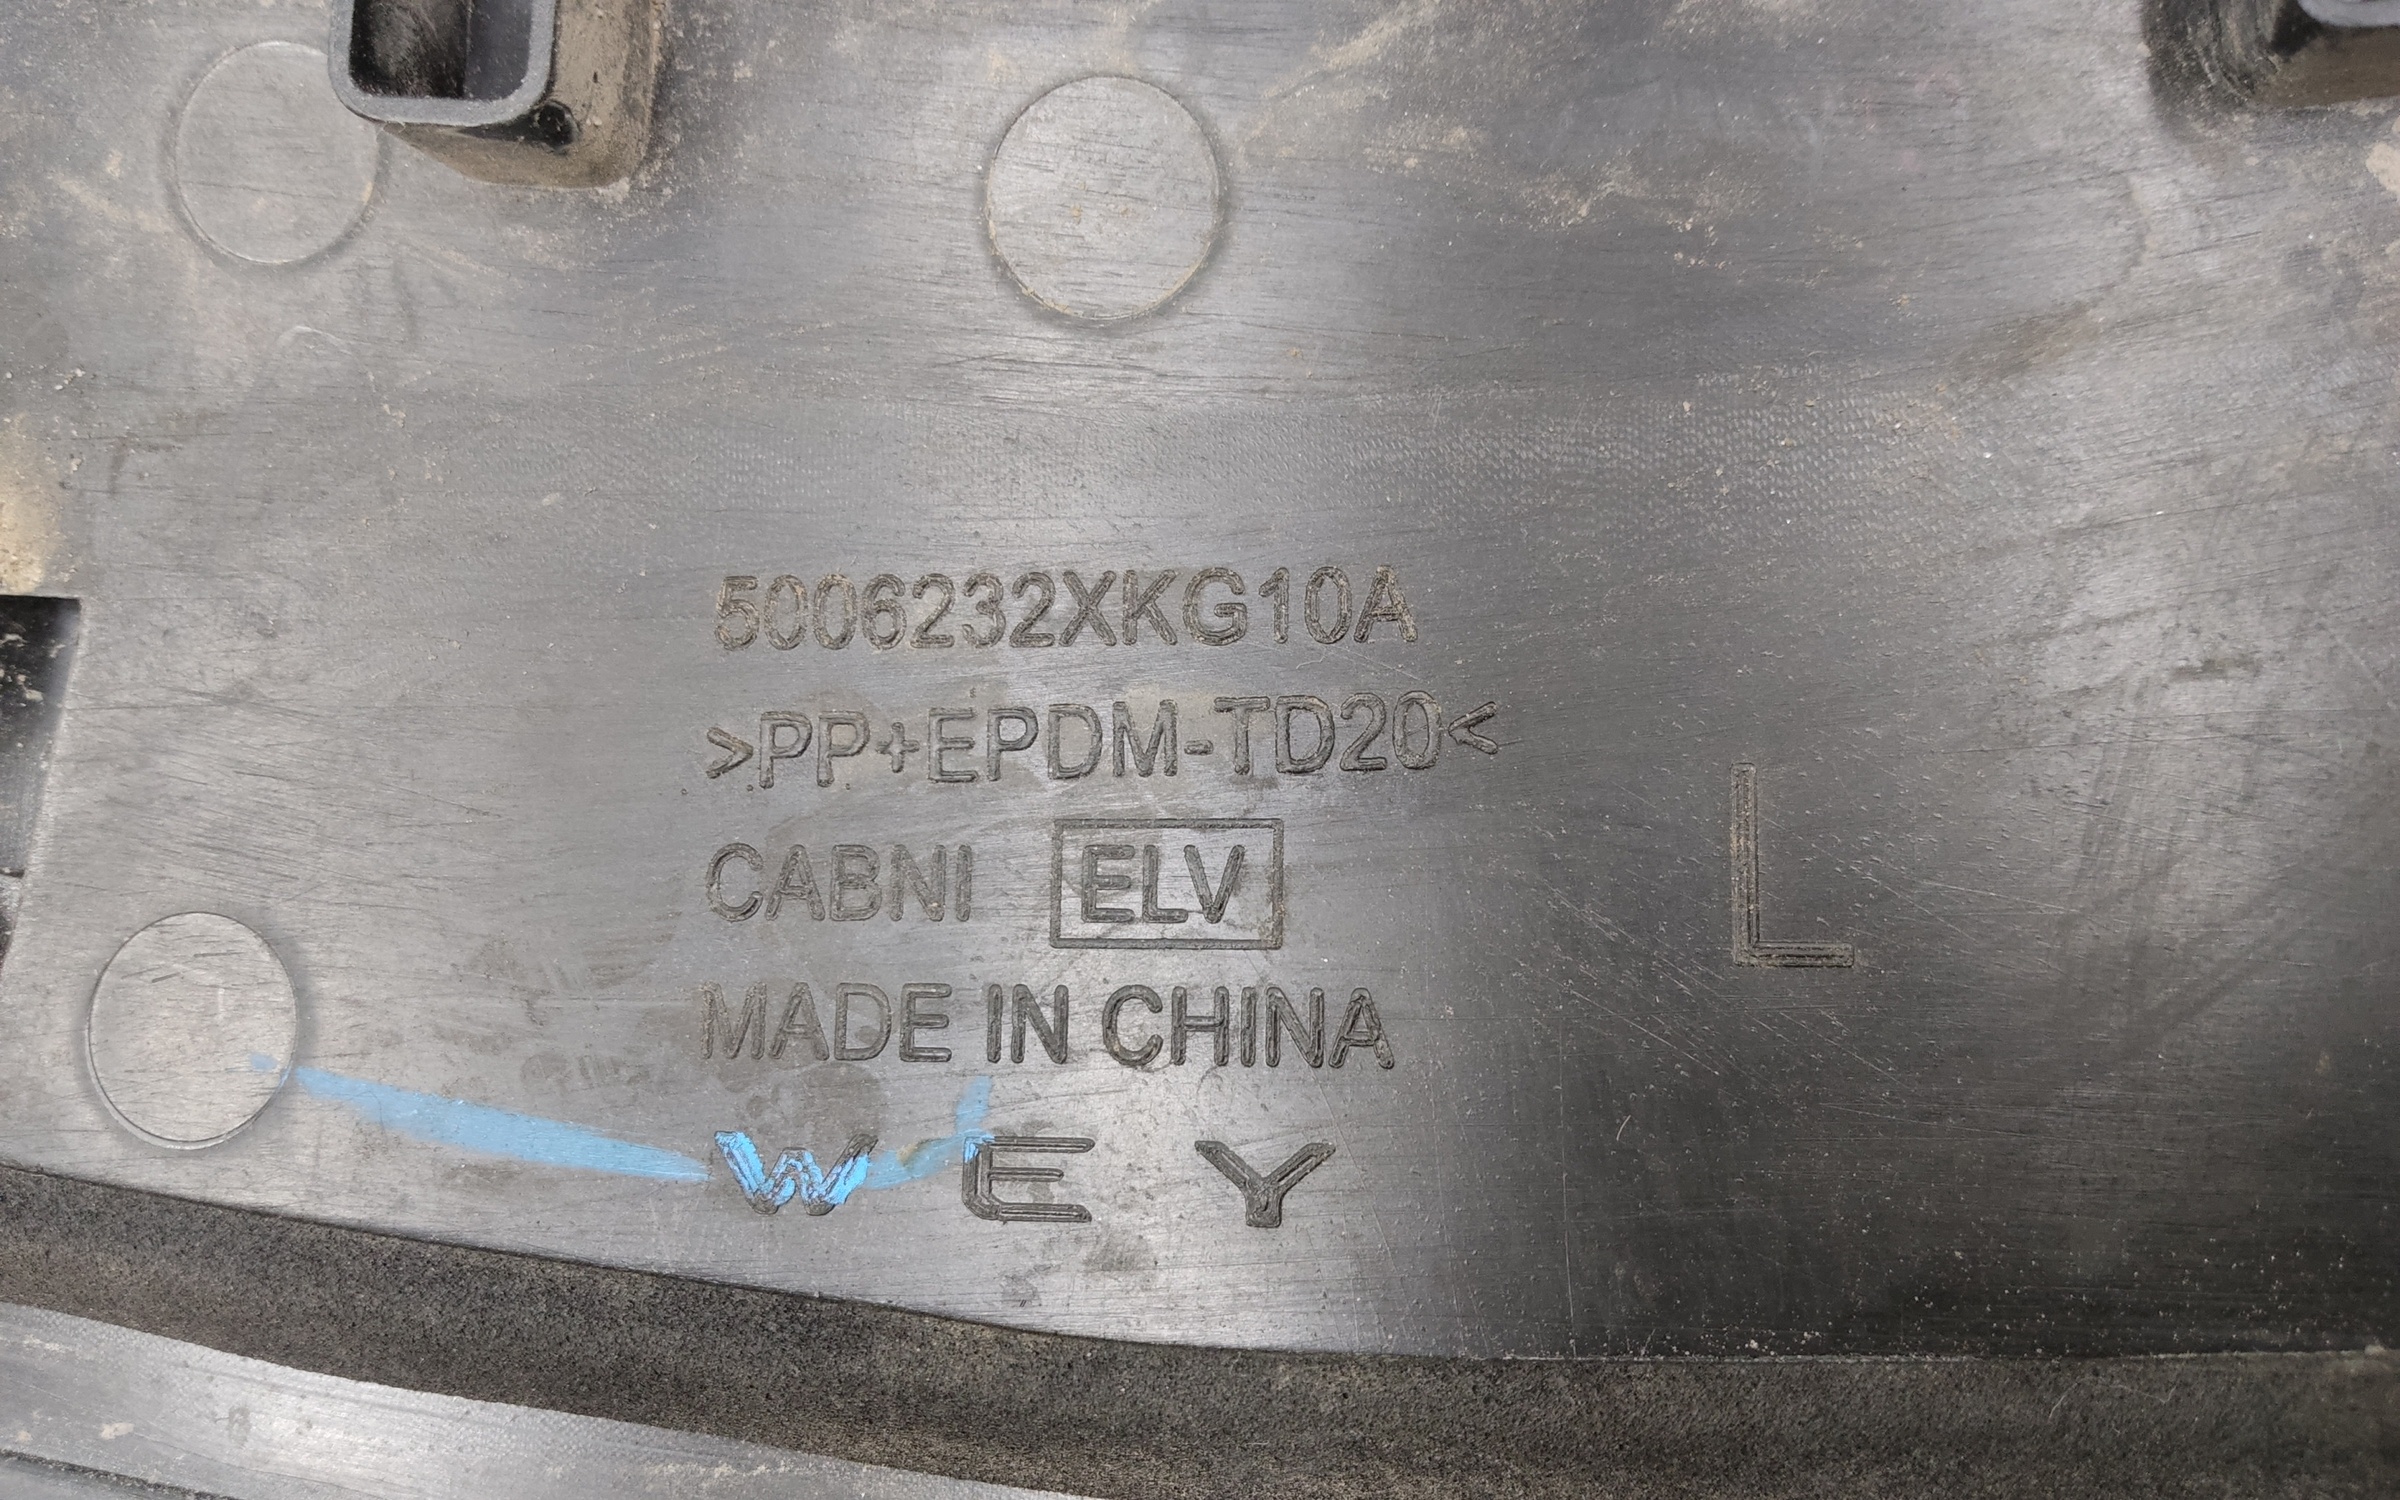 5006232XKG10A
>PP+EPDM-TD20<
CABNI ELV
L
MADE IN CHINA
WEY